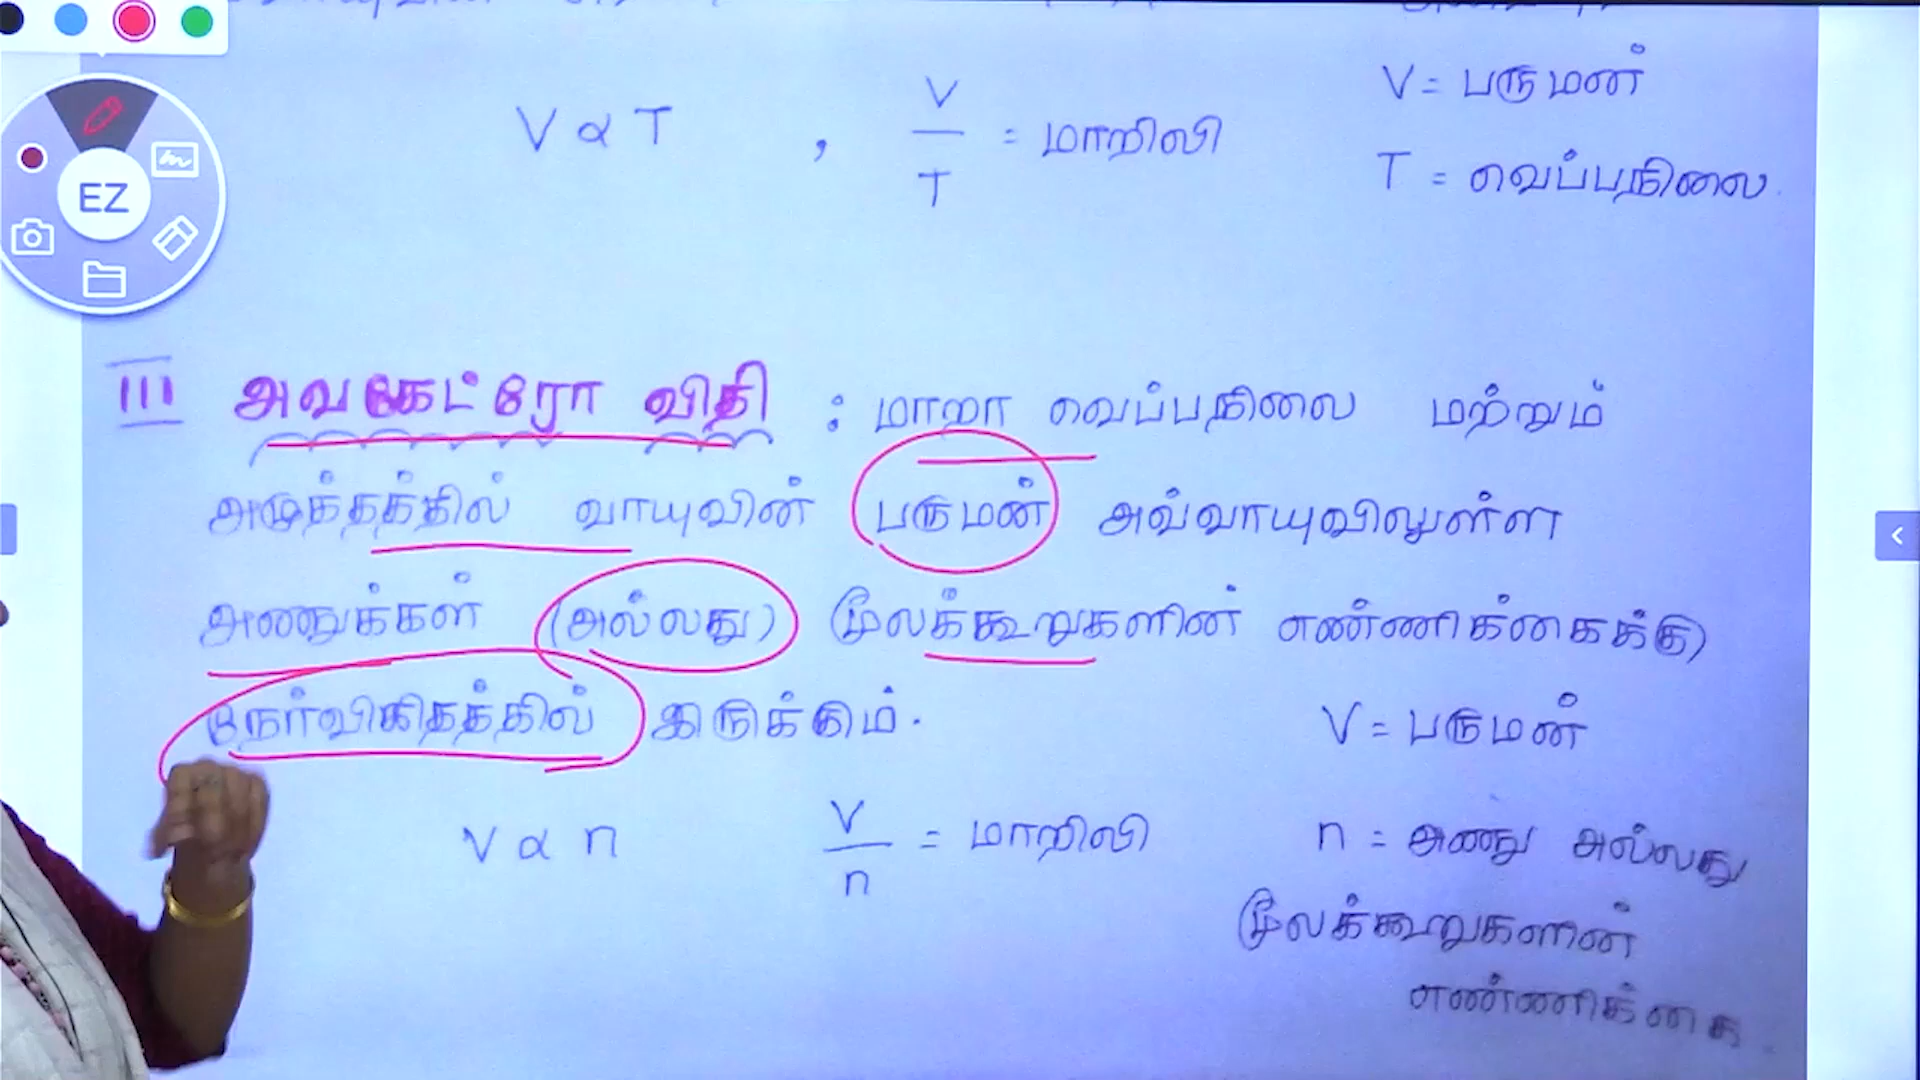 V = பருமன்
V ∝ T , V/T = மாறிலி
T = வெப்பநிலை.
EZ
III அவகேட்ரோ விதி : மாறா வெப்பநிலை மற்றும்
அழுத்தத்தில் வாயுவின் பருமன் அவ்வாயுவிலுள்ள
அணுக்கள் (அல்லது) மூலக்கூறுகளின் எண்ணிக்கைக்கு
நேர்விகிதத்தில் இருக்கும்.
V = பருமன்
V ∝ n V/n = மாறிலி n = அணு அல்லது
மூலக்கூறுகளின்
எண்ணிக்கை.